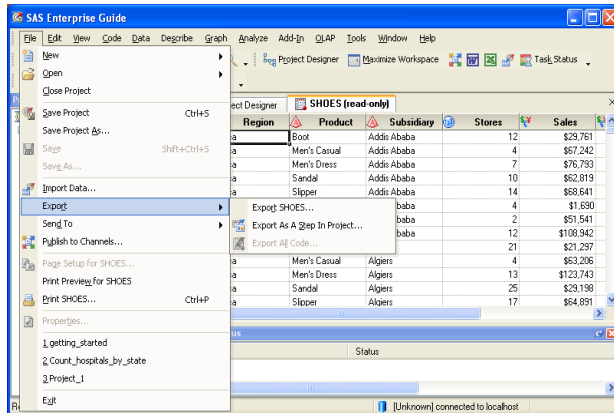 SAS Enterprise Guide
File Edit View Code Data Describe Graph Analyze Add-In OLAP Tools Window Help
Project Designer Maximize Workspace Task Status
New
Open
Close Project
Save Project Ctrl+S
Save Project As...
Save Shift+Ctrl+S
Save As...
Import Data...
Export
Send To
Publish to Channels...
Page Setup for SHOES...
Print Preview for SHOES
Print SHOES... Ctrl+P
Properties...
1 getting_started
2 Count_hospitals_by_state
3 Project_1
Exit
Export SHOES...
Export As A Step In Project...
Export All Code...
ect Designer SHOES (read-only)
Region Product Subsidiary Stores Sales
a Boot Addis Ababa 12 $29,761
a Men's Casual Addis Ababa 4 $67,242
a Men's Dress Addis Ababa 7 $76,793
a Sandal Addis Ababa 10 $62,819
a Slipper Addis Ababa 14 $68,641
baba 4 $1,690
baba 2 $51,541
baba 12 $108,942
21 $21,297
a Men's Casual Algiers 4 $63,206
a Men's Dress Algiers 13 $123,743
a Sandal Algiers 25 $29,198
a Slipper Algiers 17 $64,891
us
Status
Re
[Unknown] connected to localhost